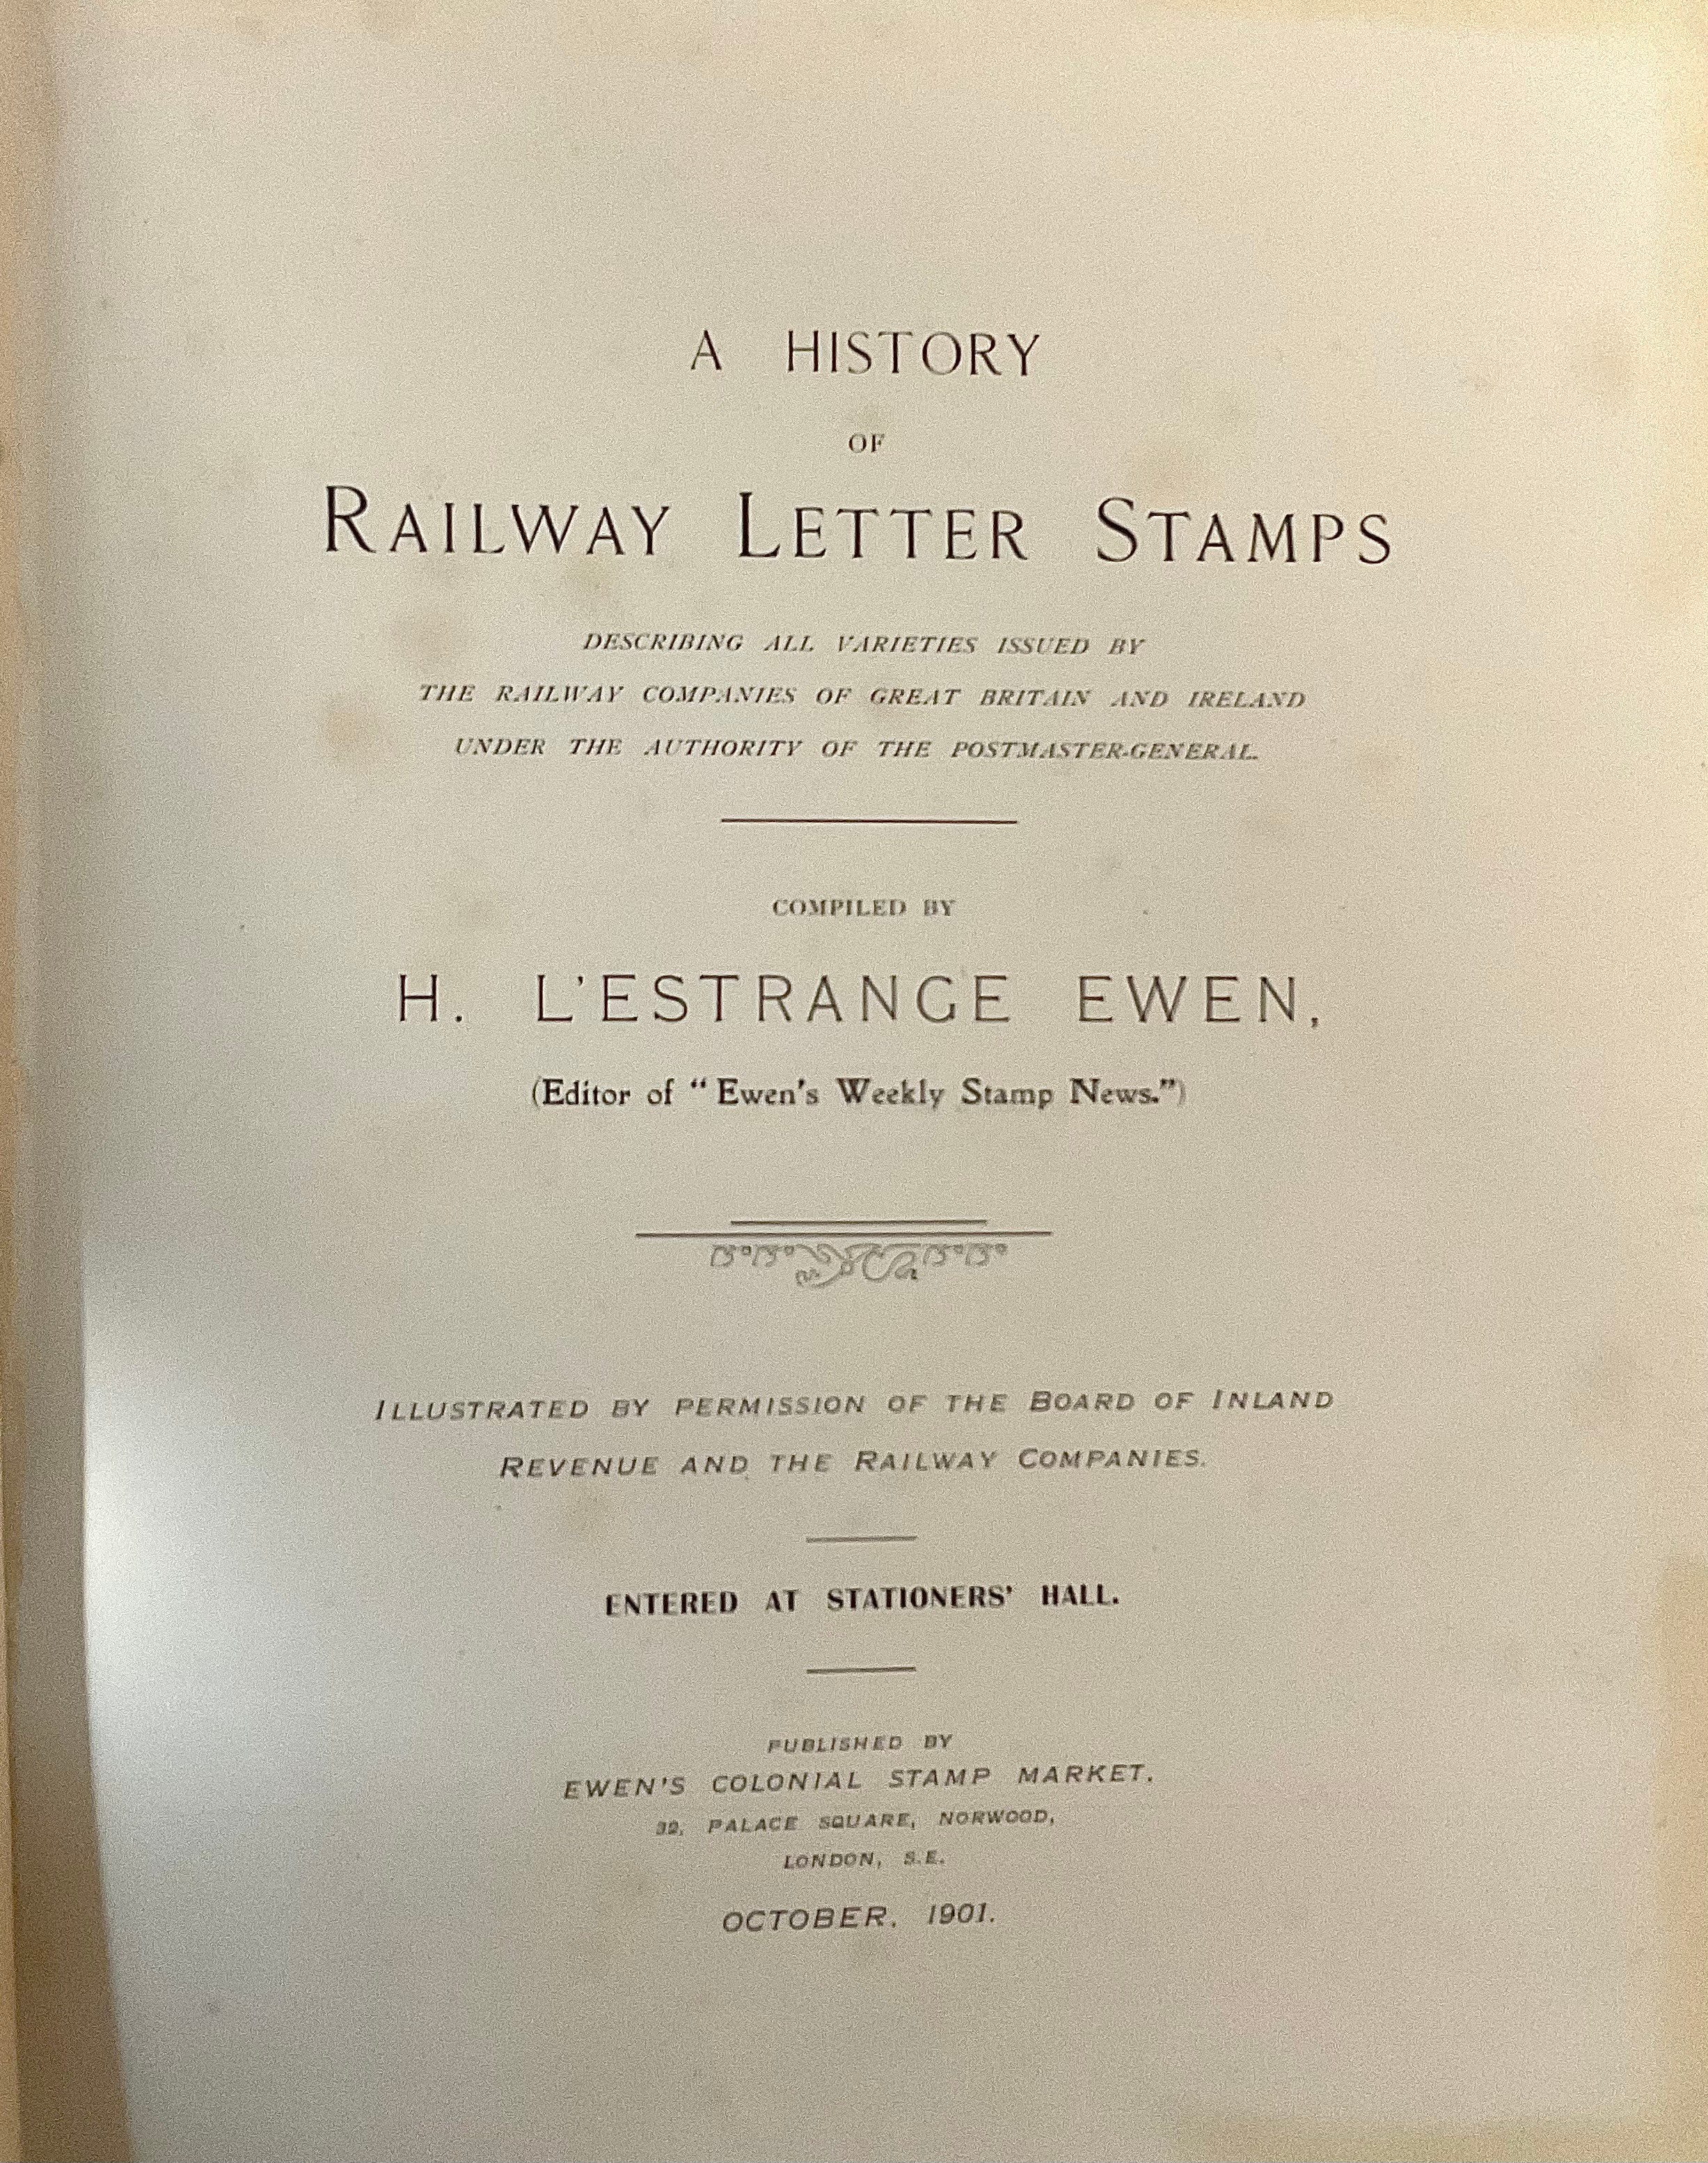 A HISTORY
OF
RAILWAY LETTER STAMPS
DESCRIBING ALL VARIETIES ISSUED BY
THE RAILWAY COMPANIES OF GREAT BRITAIN AND IRELAND
UNDER THE AUTHORITY OF THE POSTMASTER-GENERAL.
COMPILED BY
H. L'ESTRANGE EWEN,
(Editor of "Ewen's Weekly Stamp News.")
ILLUSTRATED BY PERMISSION OF THE BOARD OF INLAND
REVENUE AND THE RAILWAY COMPANIES.
ENTERED AT STATIONERS' HALL.
PUBLISHED BY
EWEN'S COLONIAL STAMP MARKET,
32, PALACE SQUARE, NORWOOD,
LONDON, S.E.
OCTOBER, 1901.